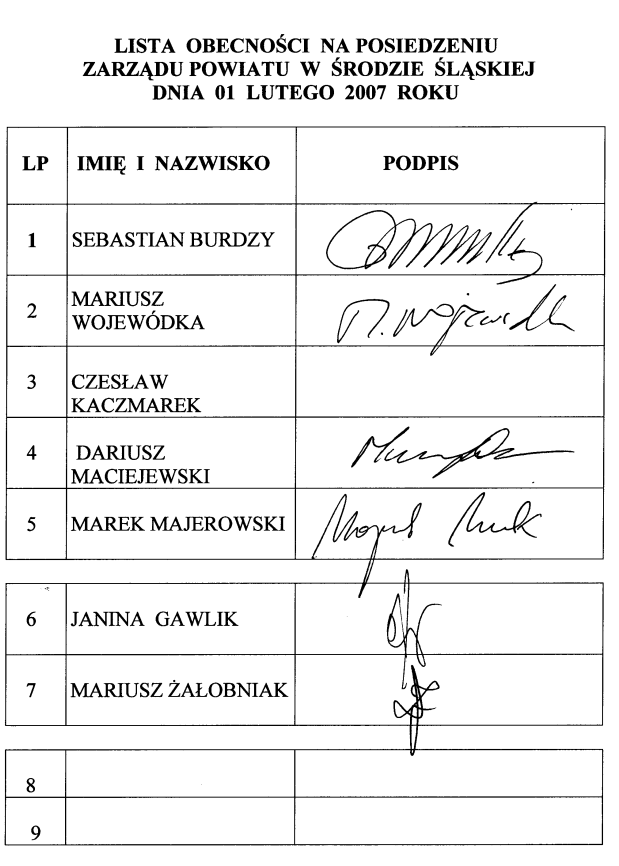 LISTA OBECNOŚCI NA POSIEDZENIU
ZARZĄDU POWIATU W ŚRODZIE ŚLĄSKIEJ
DNIA 01 LUTEGO 2007 ROKU
LP IMIĘ I NAZWISKO PODPIS
1 SEBASTIAN BURDZY
2 MARIUSZ
WOJEWÓDKA
3 CZESŁAW
KACZMAREK
4 DARIUSZ
MACIEJEWSKI
5 MAREK MAJEROWSKI
6 JANINA GAWLIK
7 MARIUSZ ŻAŁOBNIAK
8
9